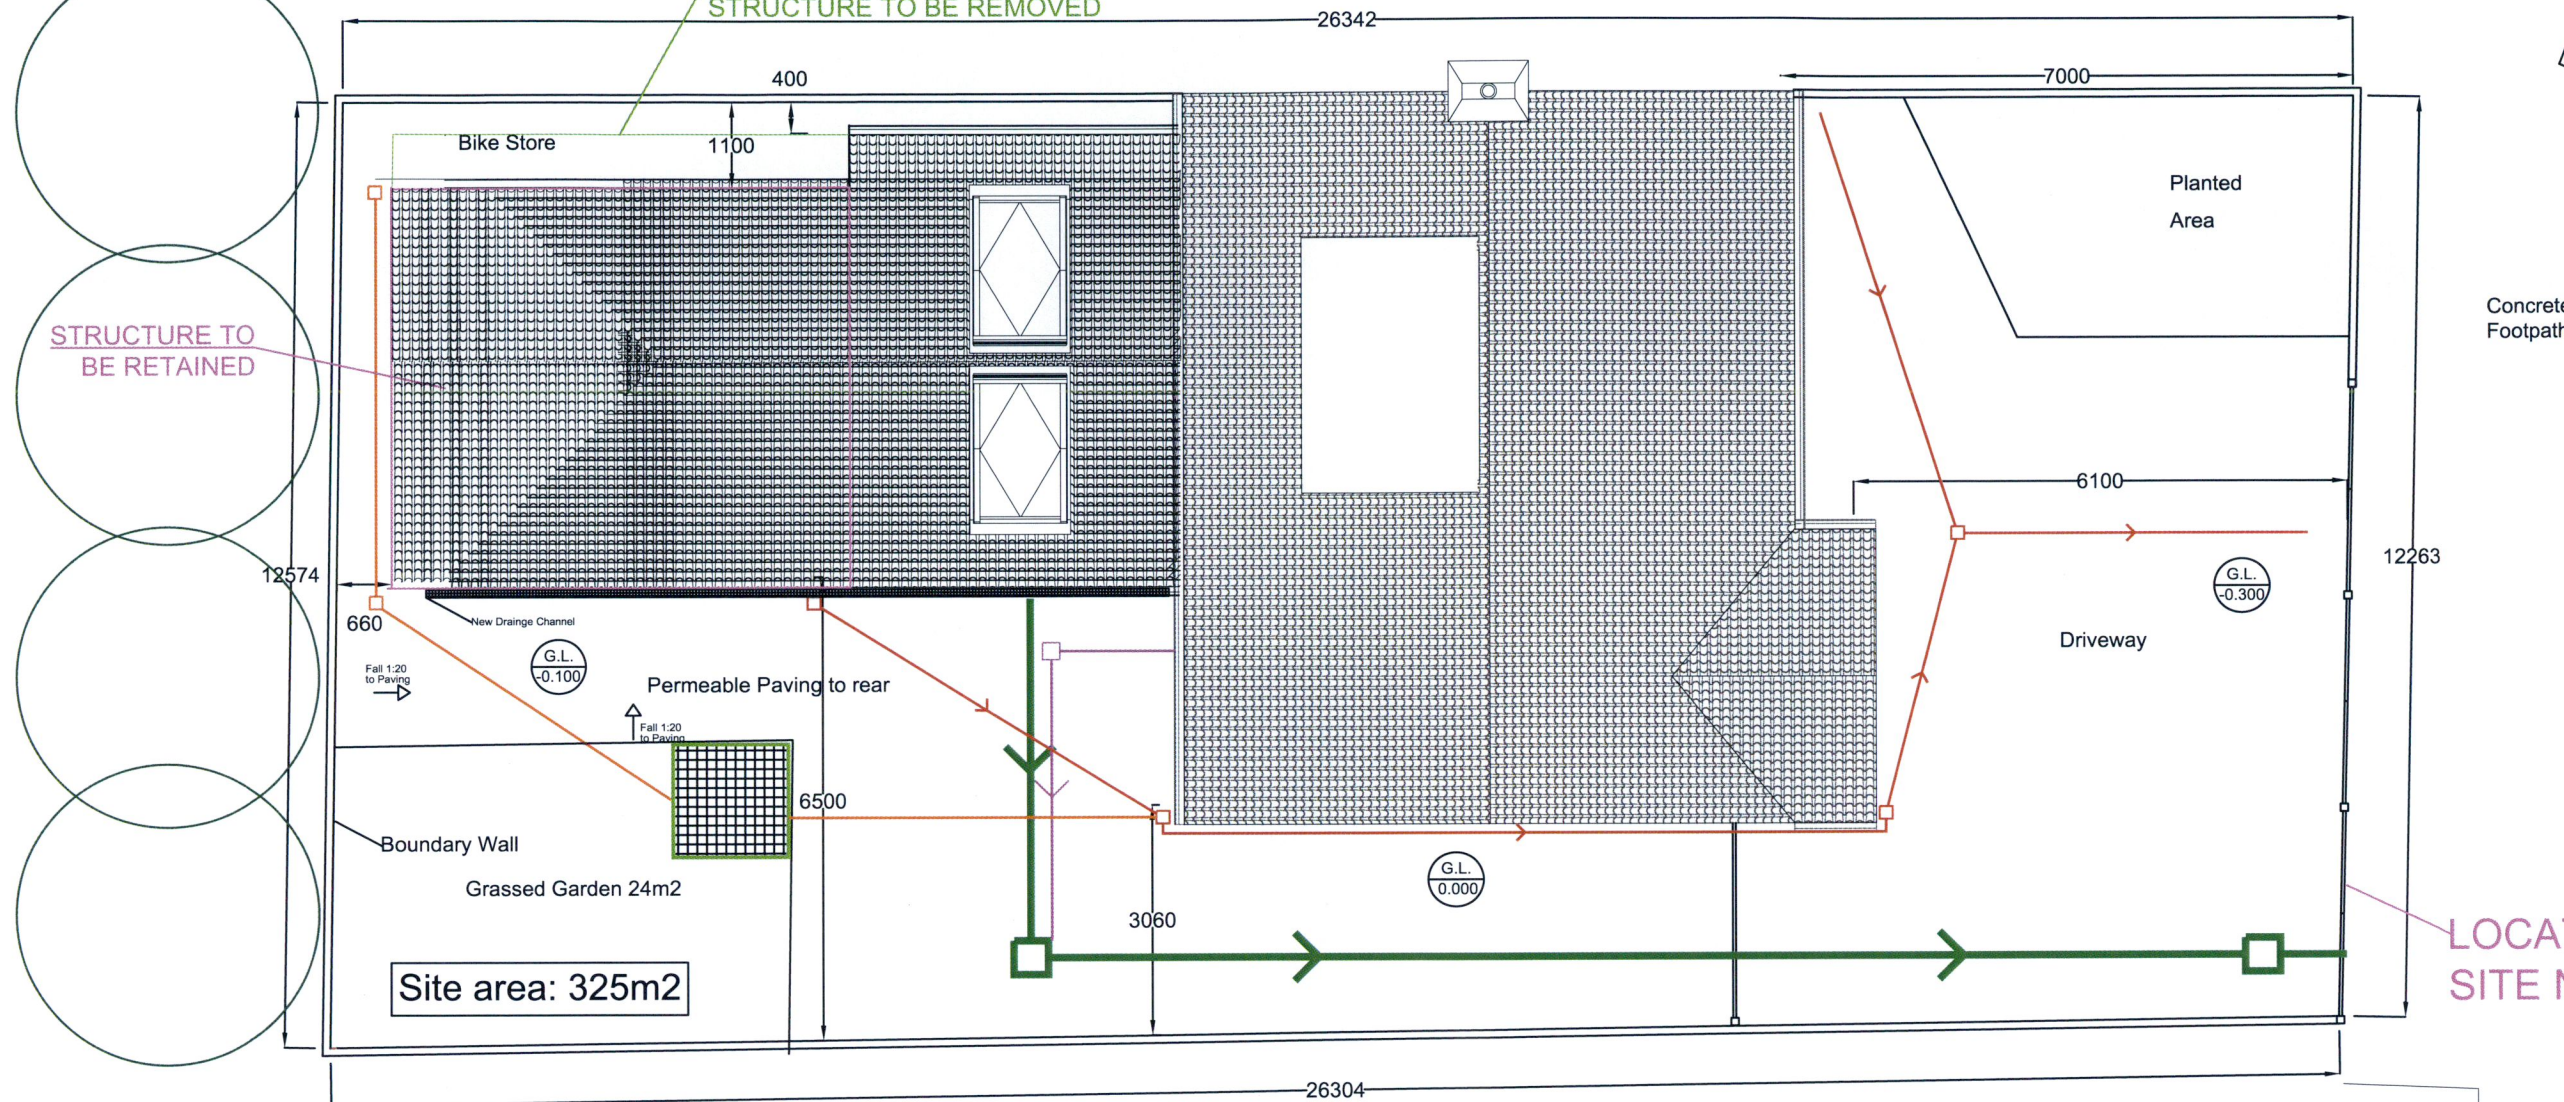 STRUCTURE TO BE REMOVED
26342
400
7000
Bike Store
1100
Planted
Area
Concrete
Footpath
STRUCTURE TO
BE RETAINED
6100
12574
12263
G.L.
-0.300
660
New Drainge Channel
Driveway
G.L.
-0.100
Fall 1:20
to Paving
Permeable Paving to rear
Fall 1:20
to Paving
6500
Boundary Wall
G.L.
0.000
Grassed Garden 24m2
3060
LOCA
SITE N
Site area: 325m2
26304